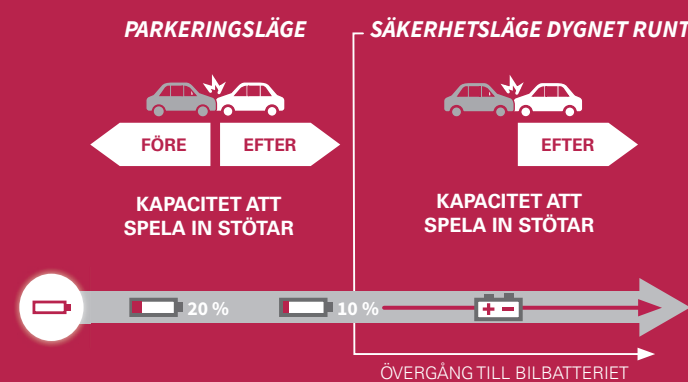 PARKERINGSLÄGE
SÄKERHETSLÄGE DYGNET RUNT
FÖRE
EFTER
EFTER
KAPACITET ATT
SPELA IN STÖTAR
KAPACITET ATT
SPELA IN STÖTAR
20 %
10 %
ÖVERGÅNG TILL BILBATTERIET